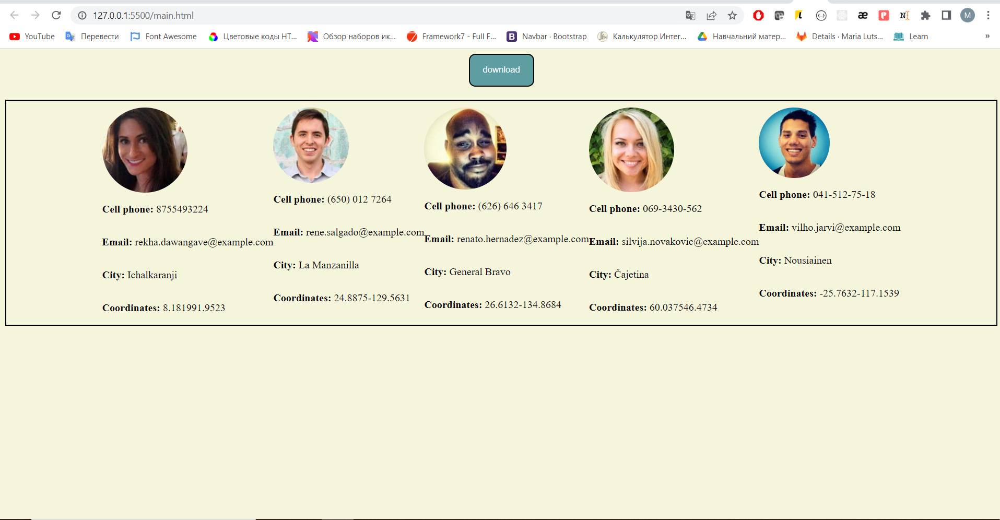 127.0.0.1:5500/main.html
M
YouTube Перевести Font Awesome Цветовые коды HT... Обзор наборов ик... Framework7 - Full F... Navbar · Bootstrap Калькулятор Интег... Навчальний матер... Details · Maria Luts... Learn »
download
Cell phone: 8755493224
Email: rekha.dawangave@example.com
City: Ichalkaranji
Coordinates: 8.181991.9523
Cell phone: (650) 012 7264
Email: rene.salgado@example.com
City: La Manzanilla
Coordinates: 24.8875-129.5631
Cell phone: (626) 646 3417
Email: renato.hernadez@example.com
City: General Bravo
Coordinates: 26.6132-134.8684
Cell phone: 069-3430-562
Email: silvija.novakovic@example.com
City: Čajetina
Coordinates: 60.037546.4734
Cell phone: 041-512-75-18
Email: vilho.jarvi@example.com
City: Nousiainen
Coordinates: -25.7632-117.1539